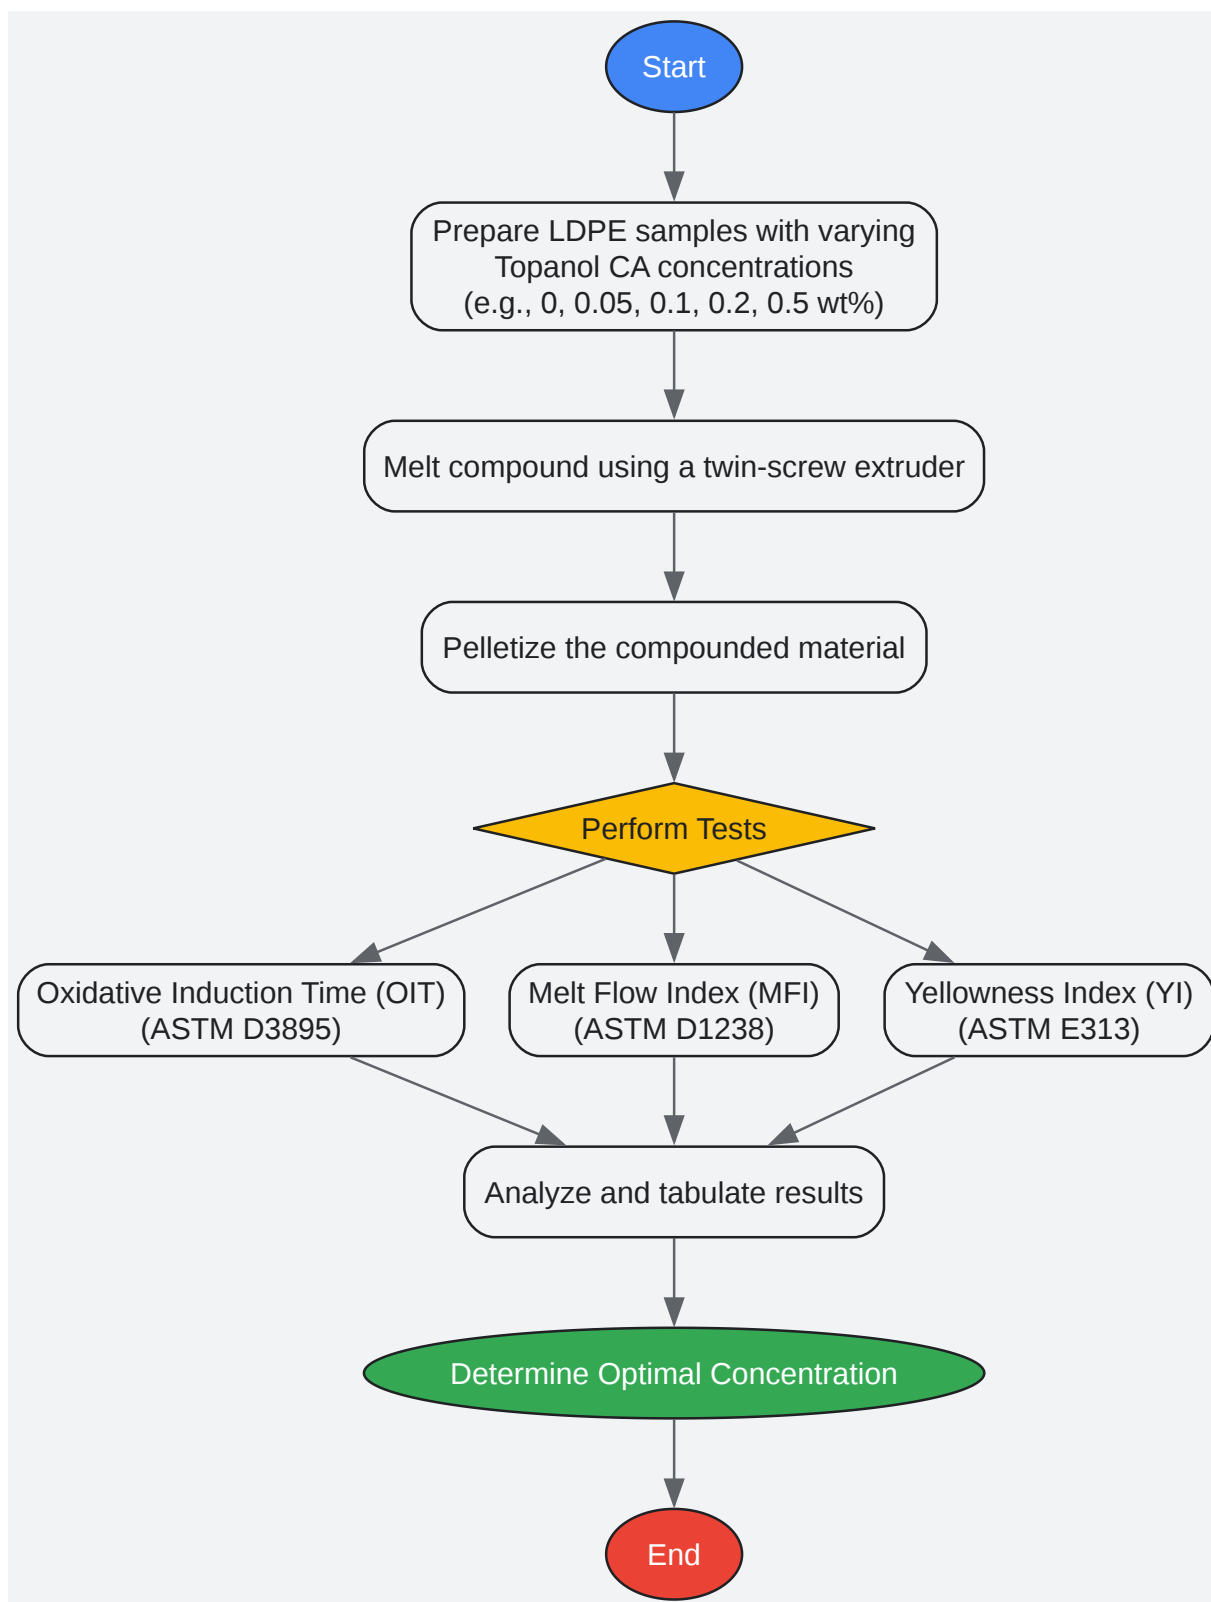 Start
Prepare LDPE samples with varying
Topanol CA concentrations
(e.g., 0, 0.05, 0.1, 0.2, 0.5 wt%)
Melt compound using a twin-screw extruder
Pelletize the compounded material
Perform Tests
Oxidative Induction Time (OIT)
(ASTM D3895)
Melt Flow Index (MFI)
(ASTM D1238)
Yellowness Index (YI)
(ASTM E313)
Analyze and tabulate results
Determine Optimal Concentration
End